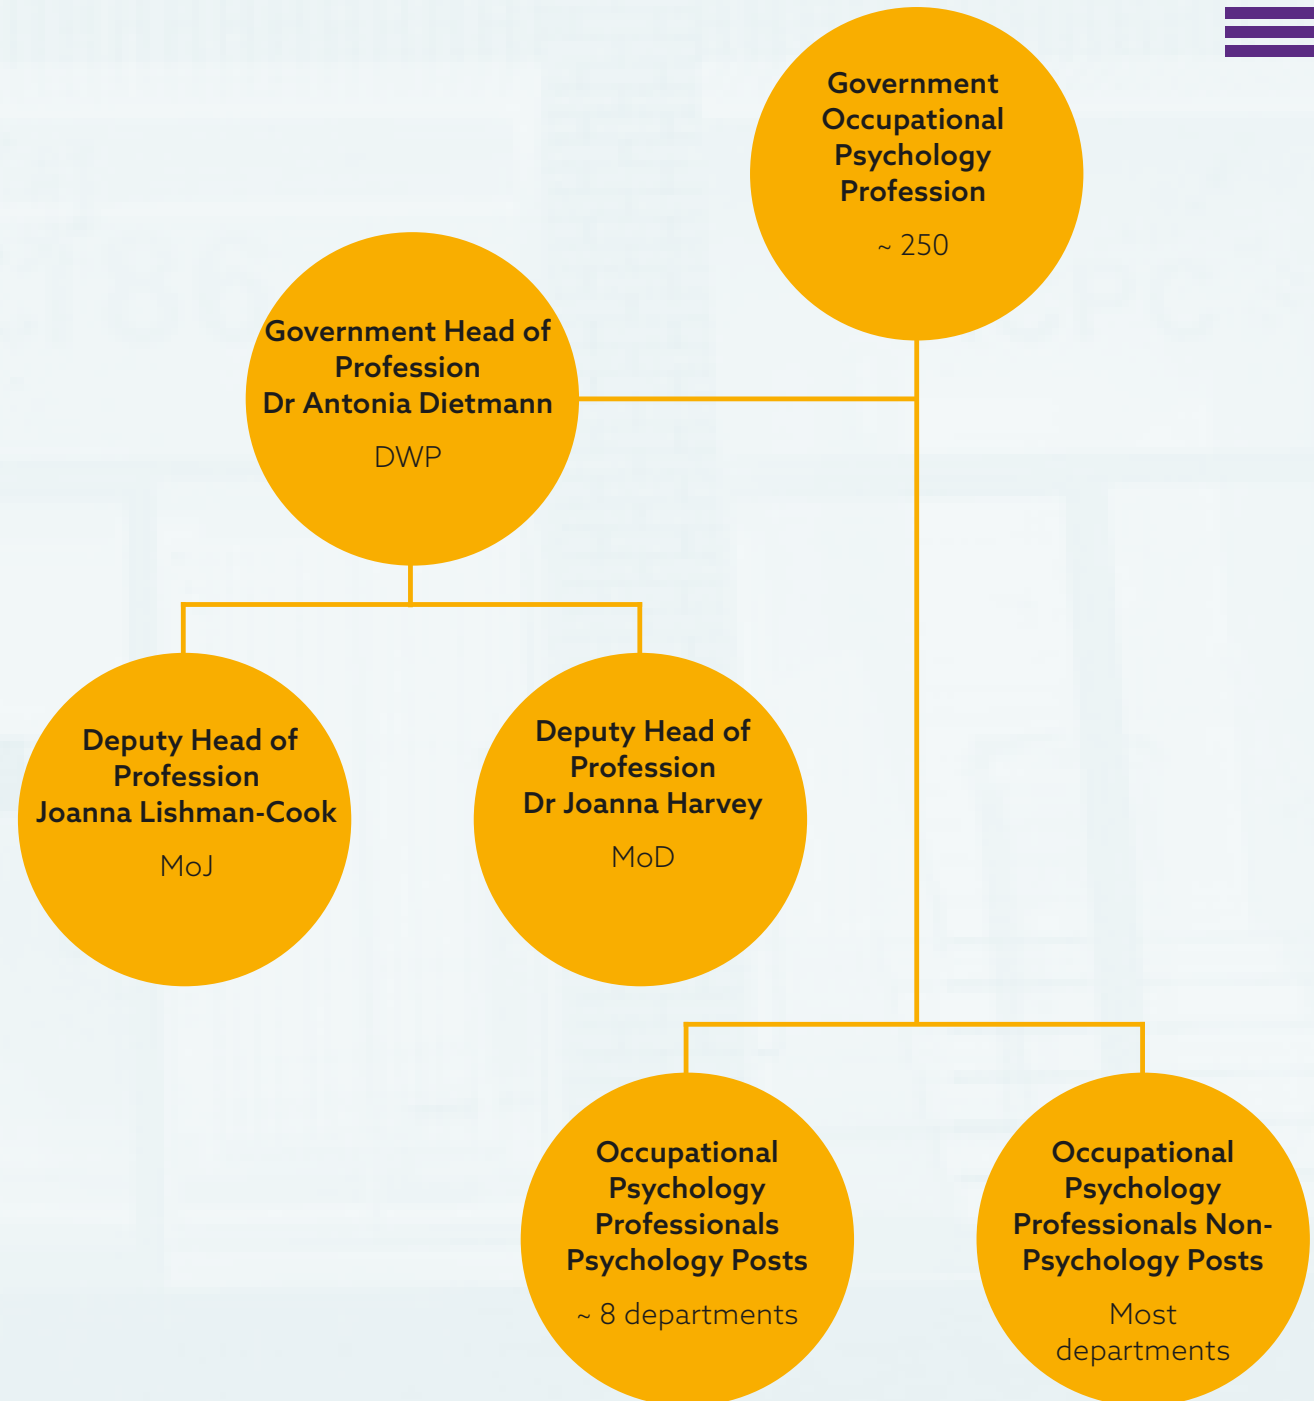 Government
Occupational
Psychology
Profession
~ 250
Government Head of
Profession
Dr Antonia Dietmann
DWP
Deputy Head of
Profession
Joanna Lishman-Cook
MoJ
Deputy Head of
Profession
Dr Joanna Harvey
MoD
Occupational
Psychology
Professionals
Psychology Posts
~ 8 departments
Occupational
Psychology
Professionals Non-
Psychology Posts
Most
departments